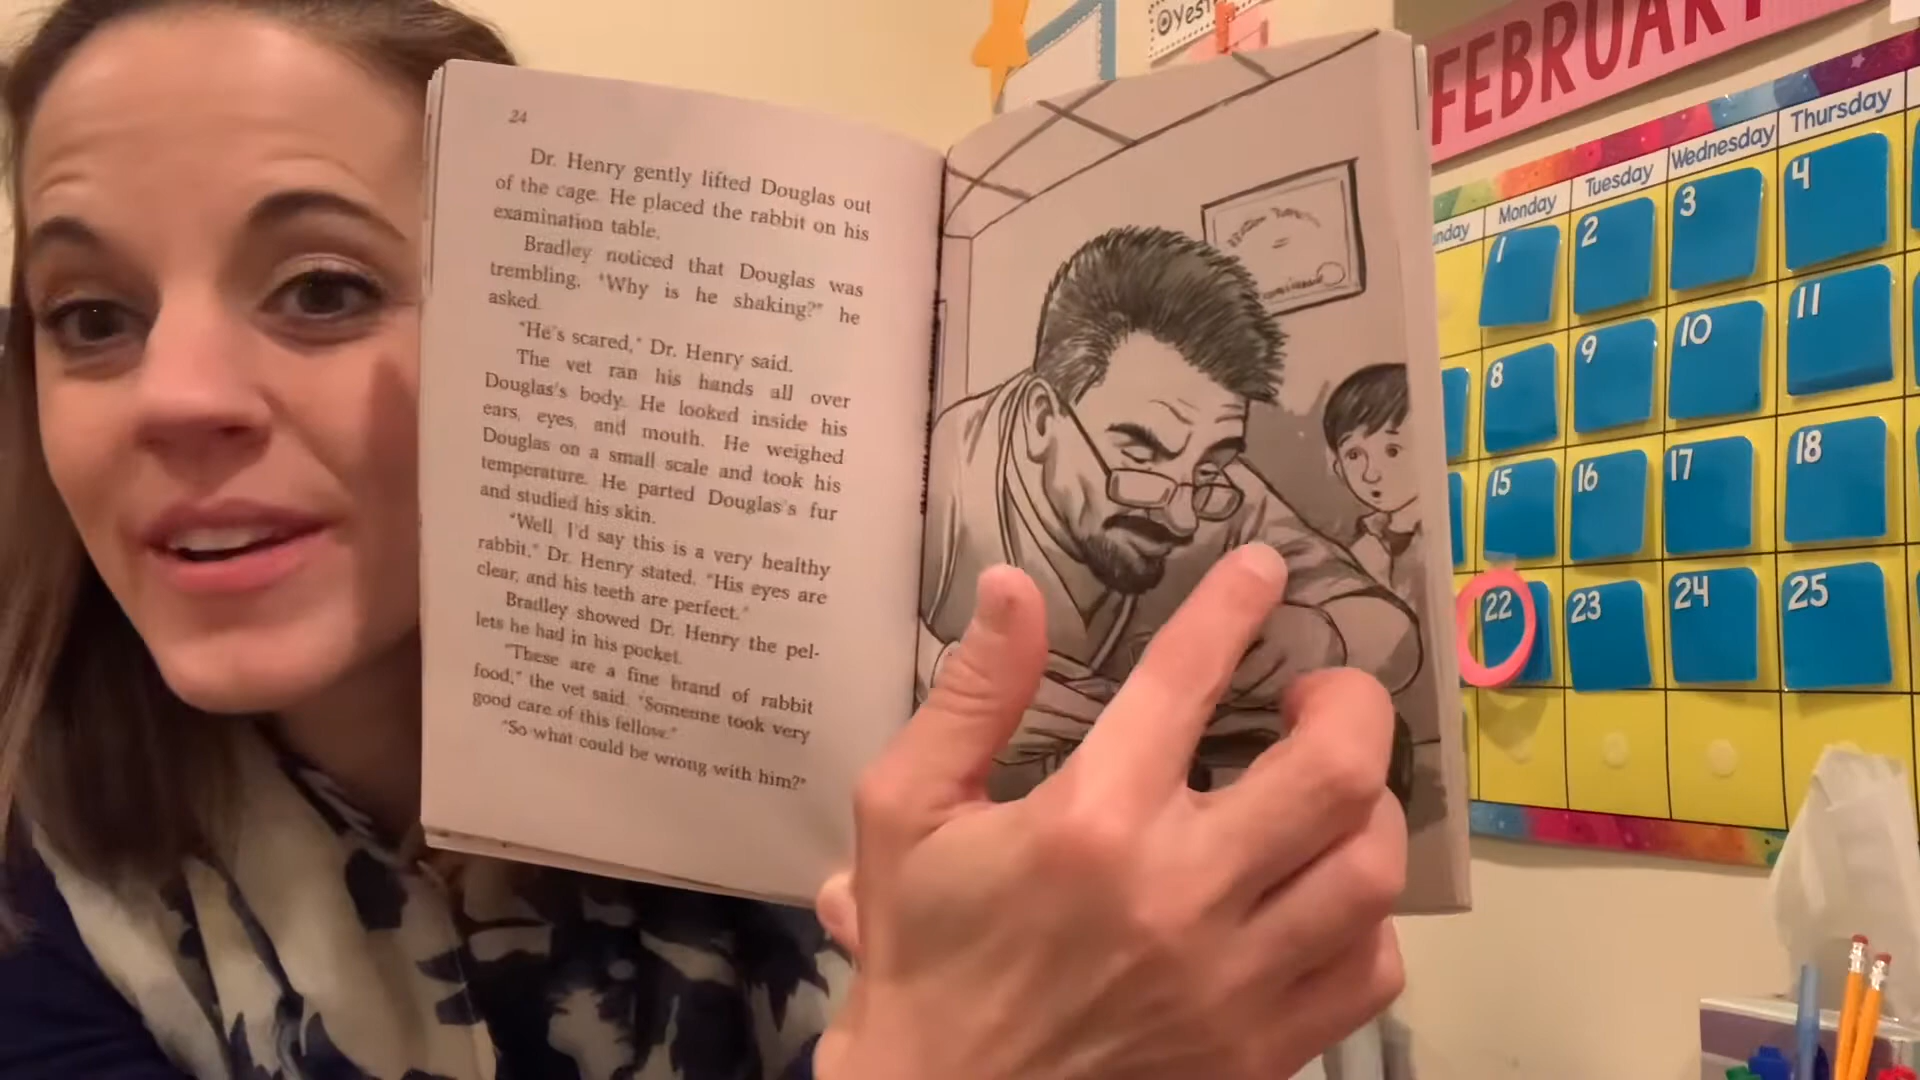 24
Dr. Henry gently lifted Douglas out
of the cage. He placed the rabbit on his
examination table.
Bradley noticed that Douglas was
trembling. "Why is he shaking?" he
asked.
"He's scared," Dr. Henry said.
The vet ran his hands all over
Douglas's body. He looked inside his
ears, eyes, and mouth. He weighed
Douglas on a small scale and took his
temperature. He parted Douglas's fur
and studied his skin.
"Well, I'd say this is a very healthy
rabbit," Dr. Henry stated. "His eyes are
clear, and his teeth are perfect."
Bradley showed Dr. Henry the pel-
lets he had in his pocket.
"These are a fine brand of rabbit
food," the vet said. "Someone took very
good care of this fellow."
"So what could be wrong with him?"
FEBRUARY
nday Monday Tuesday Wednesday Thursday
1 2 3 4
8 9 10 11
15 16 17 18
22 23 24 25